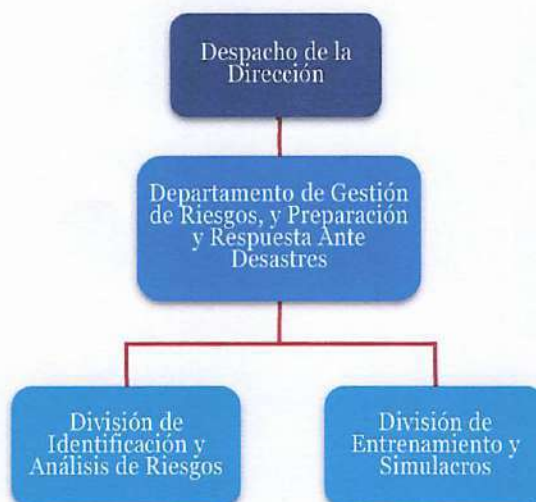 Despacho de la
Dirección
Departamento de Gestión
de Riesgos, y Preparación
y Respuesta Ante
Desastres
División de
Identificación y
Análisis de Riesgos
División de
Entrenamiento y
Simulacros